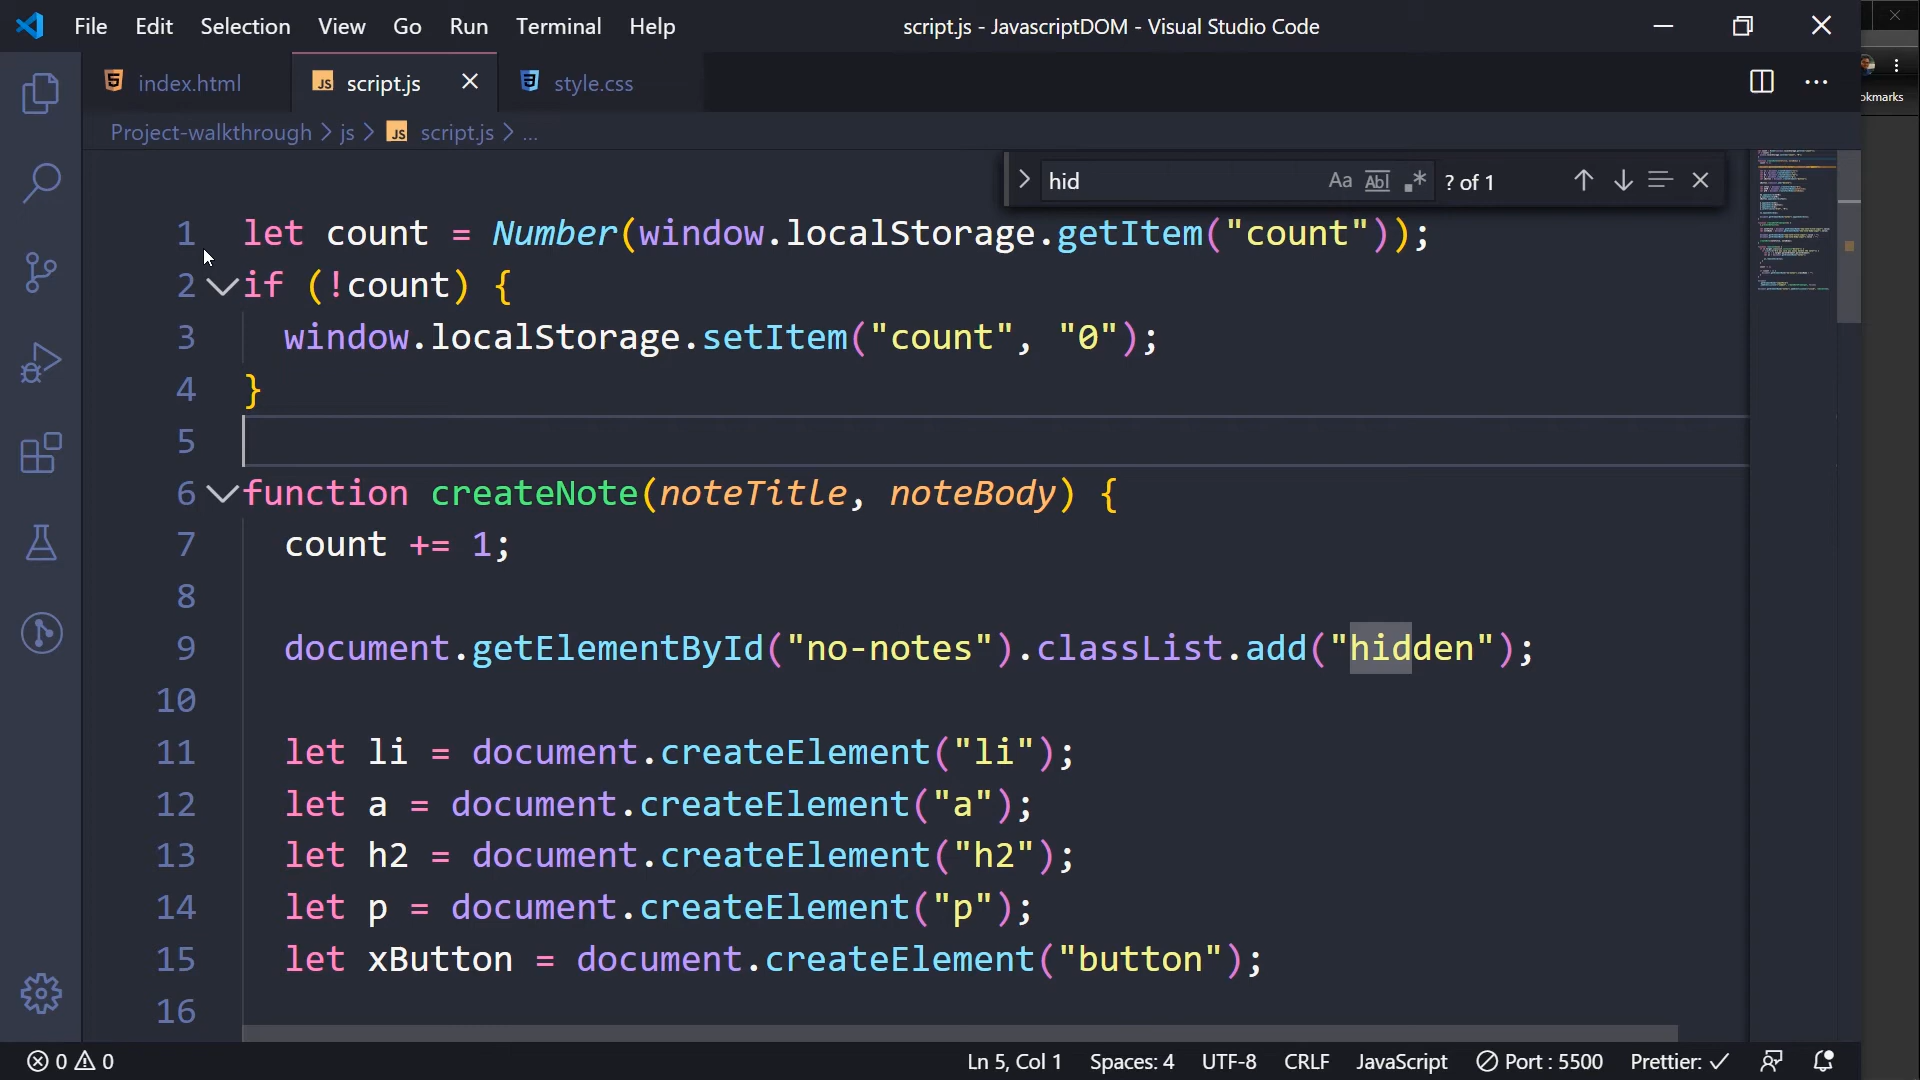 File Edit Selection View Go Run Terminal Help script.js - JavascriptDOM - Visual Studio Code
index.html JS script.js style.css
okmarks
Project-walkthrough > js > JS script.js > ...
hid Aa Abl .* ? of 1
1 let count = Number(window.localStorage.getItem("count"));
2 if (!count) {
3 window.localStorage.setItem("count", "0");
4 }
5
6 function createNote(noteTitle, noteBody) {
7 count += 1;
8
9 document.getElementById("no-notes").classList.add("hidden");
10
11 let li = document.createElement("li");
12 let a = document.createElement("a");
13 let h2 = document.createElement("h2");
14 let p = document.createElement("p");
15 let xButton = document.createElement("button");
16
0 0 Ln 5, Col 1 Spaces: 4 UTF-8 CRLF JavaScript Port : 5500 Prettier: ✓